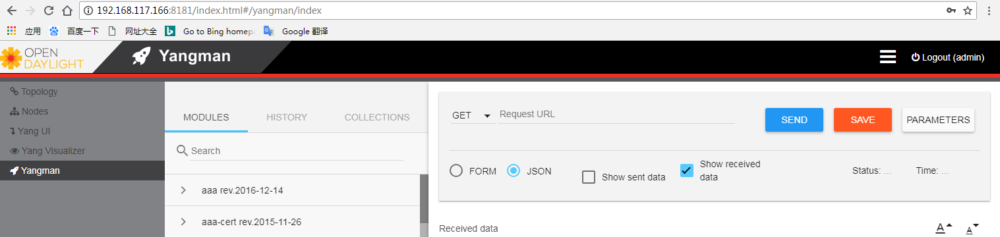 192.168.117.166:8181/index.html#/yangman/index
应用 百度一下 网址大全 Go to Bing homepa Google 翻译
OPEN DAYLIGHT
Yangman
Logout (admin)
Topology
Nodes
Yang UI
Yang Visualizer
Yangman
MODULES HISTORY COLLECTIONS
Search
aaa rev.2016-12-14
aaa-cert rev.2015-11-26
GET Request URL SEND SAVE PARAMETERS
FORM JSON Show sent data Show received data Status: ... Time: ...
Received data A A